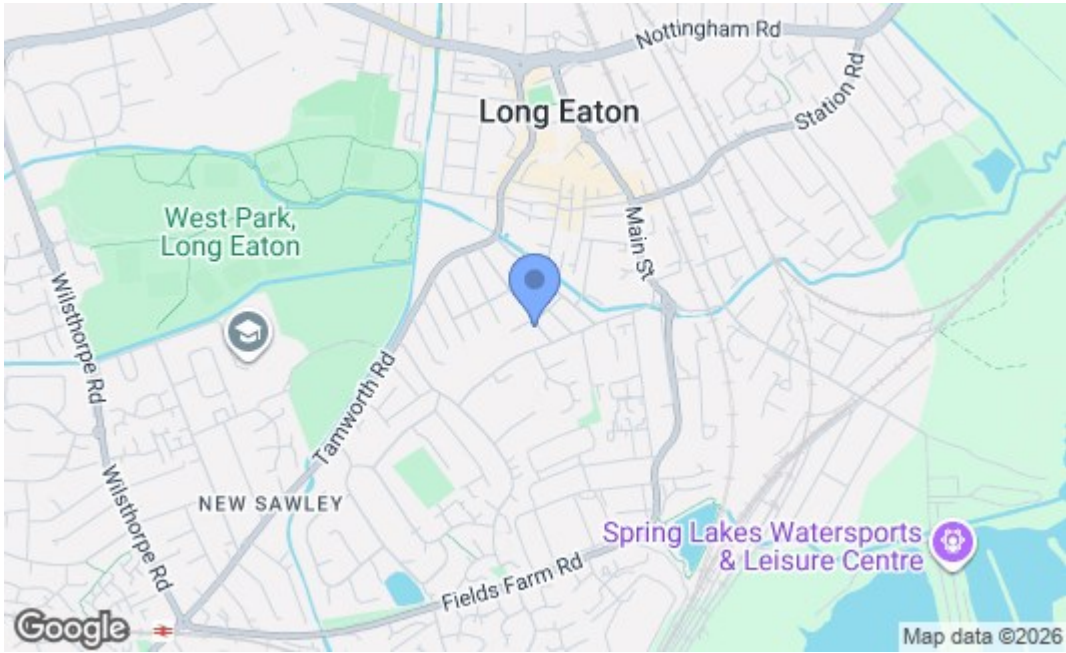 Nottingham Rd
Long Eaton
Station Rd
West Park,
Long Eaton
Main St
Wilsthorpe Rd
Tamworth Rd
Wilsthorpe Rd
NEW SAWLEY
Spring Lakes Watersports
& Leisure Centre
Fields Farm Rd
Google
Map data ©2026